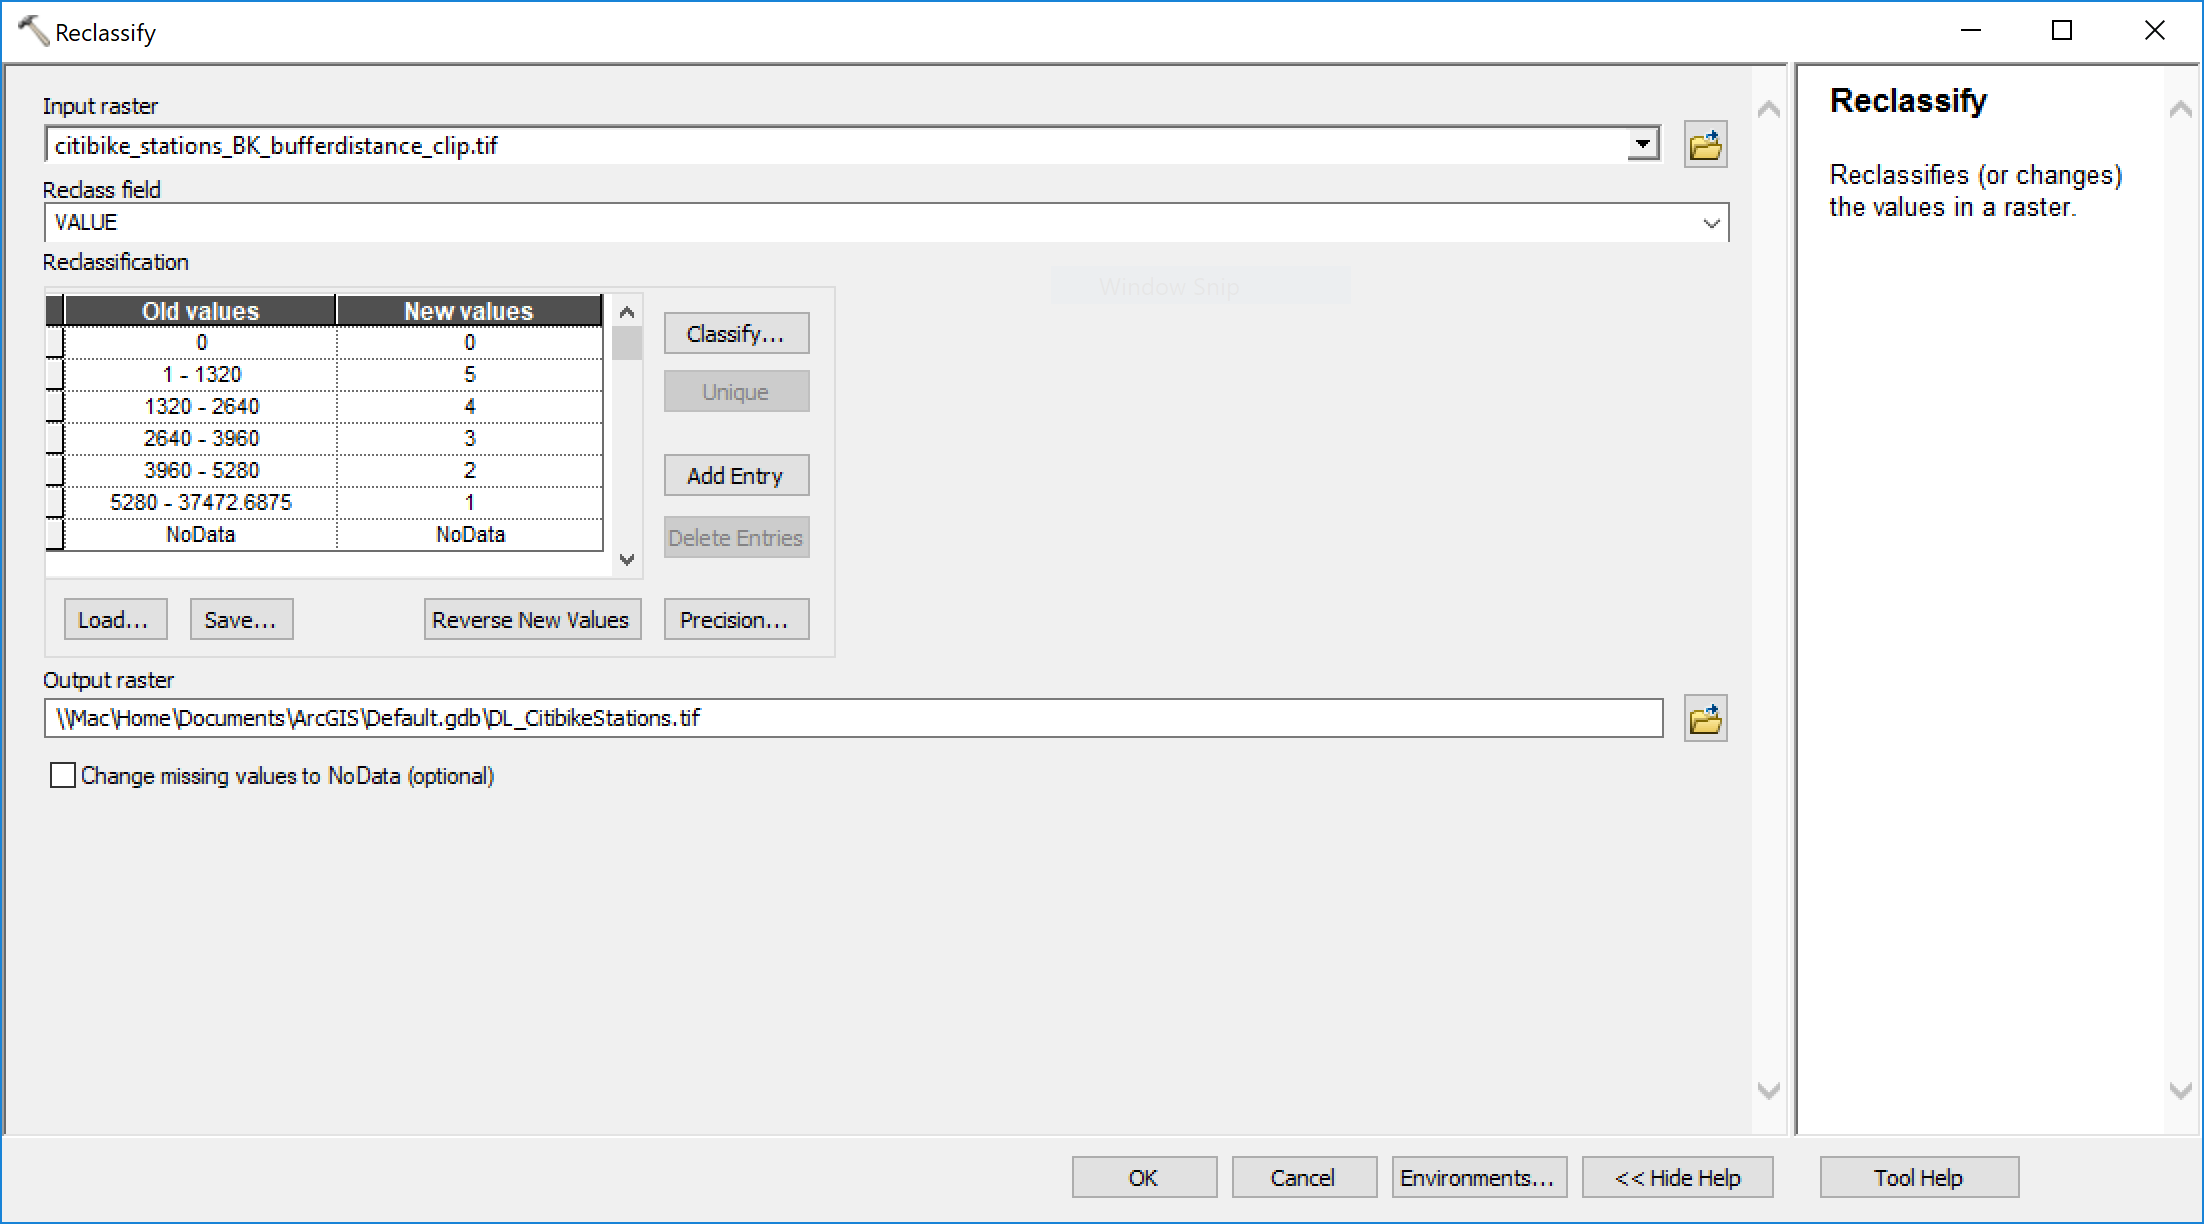 Reclassify
Input raster
citibike_stations_BK_bufferdistance_clip.tif
Reclass field
VALUE
Reclassification
Window Snip
Old values New values
0 0
1 - 1320 5
1320 - 2640 4
2640 - 3960 3
3960 - 5280 2
5280 - 37472.6875 1
NoData NoData
Classify...
Unique
Add Entry
Delete Entries
Load... Save... Reverse New Values Precision...
Output raster
\\Mac\Home\Documents\ArcGIS\Default.gdb\DL_CitibikeStations.tif
Change missing values to NoData (optional)
Reclassify
Reclassifies (or changes)
the values in a raster.
OK Cancel Environments... << Hide Help Tool Help